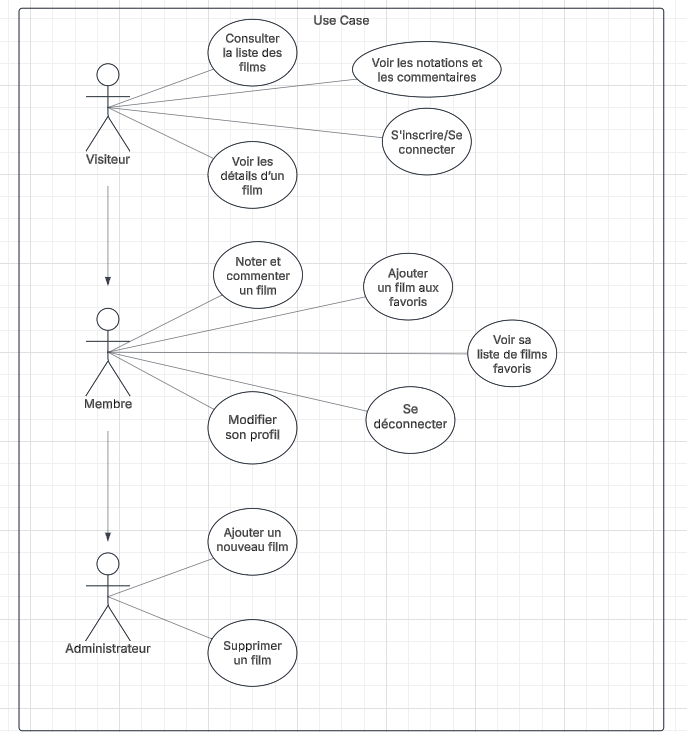 Use Case
Consulter
la liste des
films
Voir les notations et
les commentaires
S'inscrire/Se
connecter
Visiteur
Voir les
détails d'un
film
Noter et
commenter
un film
Ajouter
un film aux
favoris
Voir sa
liste de films
favoris
Membre
Se
déconnecter
Modifier
son profil
Ajouter un
nouveau film
Administrateur
Supprimer
un film